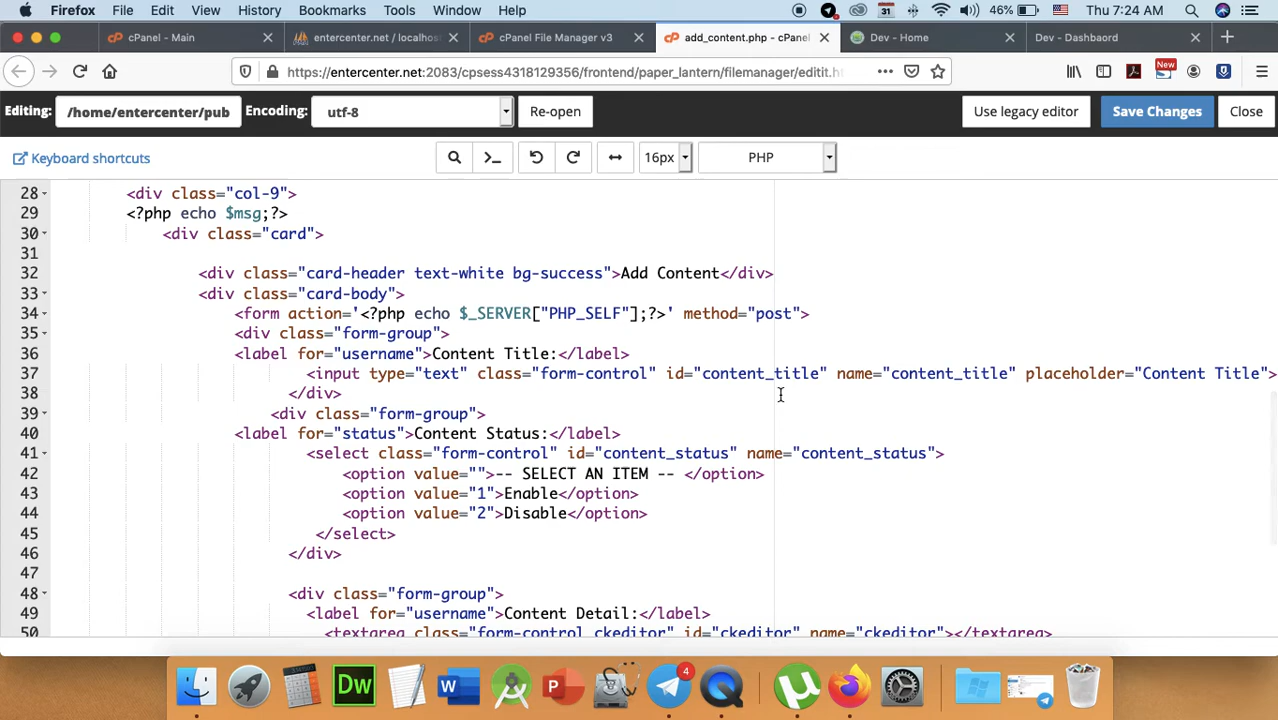 Firefox File Edit View History Bookmarks Tools Window Help 31 46% Thu 7:24 AM
cPanel - Main entercenter.net / localhos cPanel File Manager v3 add_content.php - cPanel Dev - Home Dev - Dashbaord
https://entercenter.net:2083/cpsess4318129356/frontend/paper_lantern/filemanager/editit.h New
Editing: /home/entercenter/pub Encoding: utf-8 Re-open Use legacy editor Save Changes Close
Keyboard shortcuts 16px PHP
28 <div class="col-9">
29 <?php echo $msg;?>
30 <div class="card">
31
32 <div class="card-header text-white bg-success">Add Content</div>
33 <div class="card-body">
34 <form action='<?php echo $_SERVER["PHP_SELF"];?>' method="post">
35 <div class="form-group">
36 <label for="username">Content Title:</label>
37 <input type="text" class="form-control" id="content_title" name="content_title" placeholder="Content Title">
38 </div>
39 <div class="form-group">
40 <label for="status">Content Status:</label>
41 <select class="form-control" id="content_status" name="content_status">
42 <option value="">-- SELECT AN ITEM -- </option>
43 <option value="1">Enable</option>
44 <option value="2">Disable</option>
45 </select>
46 </div>
47
48 <div class="form-group">
49 <label for="username">Content Detail:</label>
50 <textarea class="form-control ckeditor" id="ckeditor" name="ckeditor"></textarea>
Dw W P 4